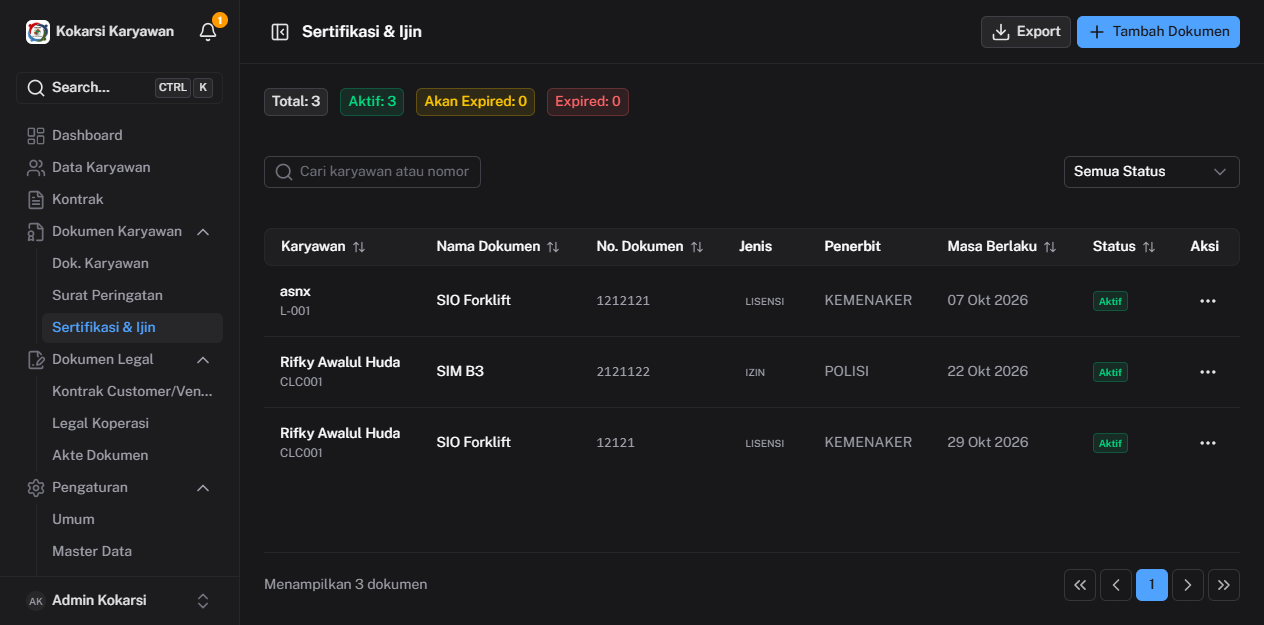 Kokarsi Karyawan
1
Search...
CTRL K
Dashboard
Data Karyawan
Kontrak
Dokumen Karyawan
Dok. Karyawan
Surat Peringatan
Sertifikasi & Ijin
Dokumen Legal
Kontrak Customer/Ven...
Legal Koperasi
Akte Dokumen
Pengaturan
Umum
Master Data
AK Admin Kokarsi
Sertifikasi & Ijin
Export
Tambah Dokumen
Total: 3 Aktif: 3 Akan Expired: 0 Expired: 0
Cari karyawan atau nomor
Semua Status
Karyawan Nama Dokumen No. Dokumen Jenis Penerbit Masa Berlaku Status Aksi
asnx
L-001
SIO Forklift 1212121 LISENSI KEMENAKER 07 Okt 2026 Aktif
Rifky Awalul Huda
CLC001
SIM B3 2121122 IZIN POLISI 22 Okt 2026 Aktif
Rifky Awalul Huda
CLC001
SIO Forklift 12121 LISENSI KEMENAKER 29 Okt 2026 Aktif
Menampilkan 3 dokumen
1